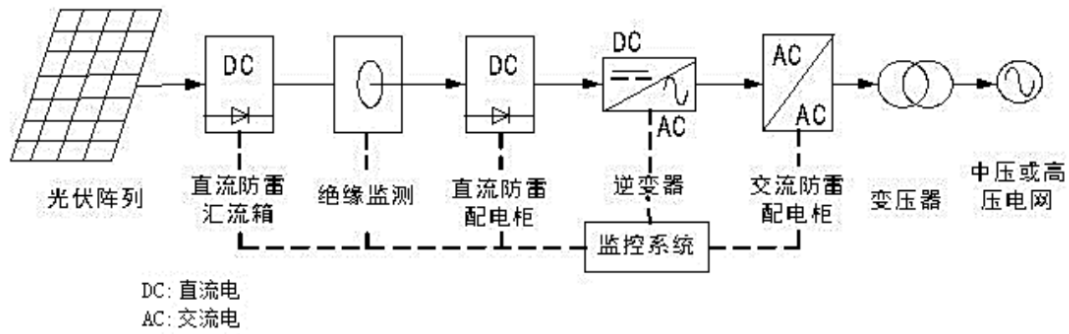 DC
DC
DC
AC
AC
AC
光伏阵列
直流防雷
汇流箱
绝缘监测
直流防雷
配电柜
逆变器
交流防雷
配电柜
变压器
中压或高
压电网
监控系统
DC: 直流电
AC: 交流电